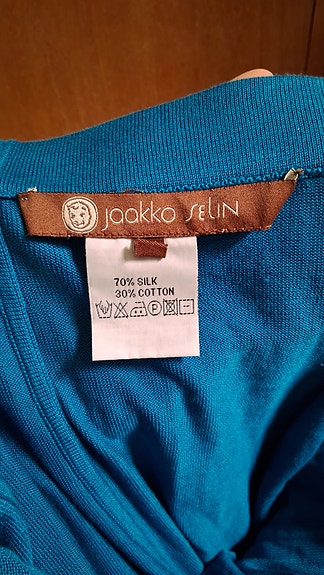 jaakko SELIN
70% SILK
30% COTTON
P